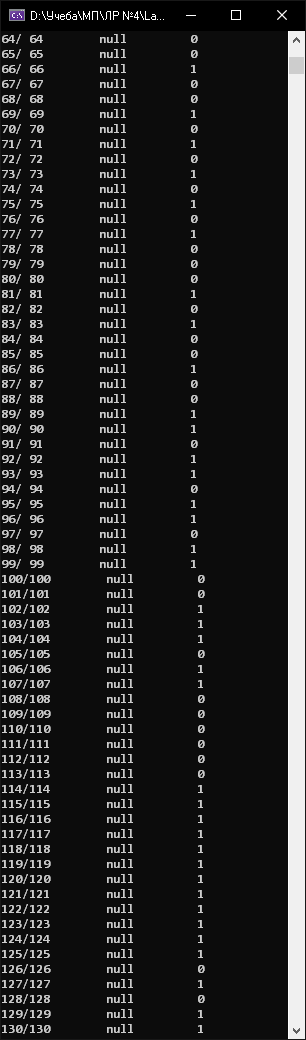 D:\Учеба\МП\ЛР №4\La...
64/ 64 null 0
65/ 65 null 0
66/ 66 null 1
67/ 67 null 0
68/ 68 null 0
69/ 69 null 1
70/ 70 null 0
71/ 71 null 1
72/ 72 null 0
73/ 73 null 1
74/ 74 null 0
75/ 75 null 1
76/ 76 null 0
77/ 77 null 1
78/ 78 null 0
79/ 79 null 0
80/ 80 null 0
81/ 81 null 1
82/ 82 null 0
83/ 83 null 1
84/ 84 null 0
85/ 85 null 0
86/ 86 null 1
87/ 87 null 0
88/ 88 null 0
89/ 89 null 1
90/ 90 null 1
91/ 91 null 0
92/ 92 null 1
93/ 93 null 1
94/ 94 null 0
95/ 95 null 1
96/ 96 null 1
97/ 97 null 0
98/ 98 null 1
99/ 99 null 1
100/100 null 0
101/101 null 0
102/102 null 1
103/103 null 1
104/104 null 1
105/105 null 0
106/106 null 1
107/107 null 1
108/108 null 0
109/109 null 0
110/110 null 0
111/111 null 0
112/112 null 0
113/113 null 0
114/114 null 1
115/115 null 1
116/116 null 1
117/117 null 1
118/118 null 1
119/119 null 1
120/120 null 1
121/121 null 1
122/122 null 1
123/123 null 1
124/124 null 1
125/125 null 1
126/126 null 0
127/127 null 1
128/128 null 0
129/129 null 1
130/130 null 1